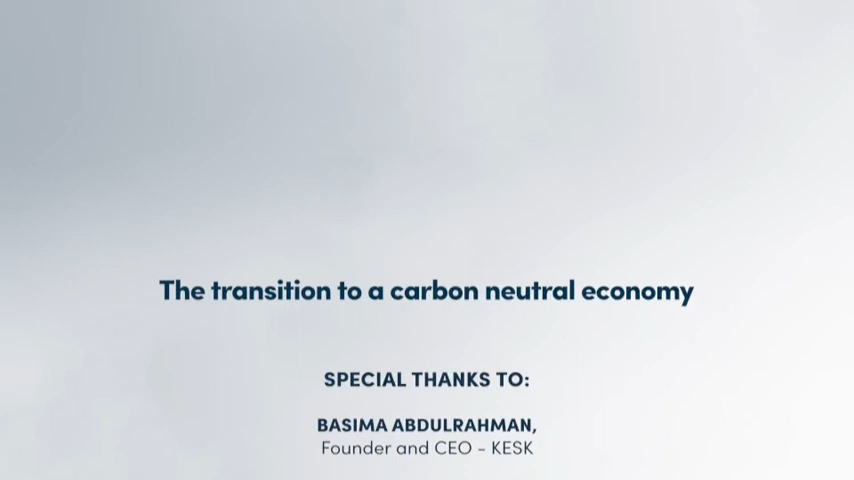 The transition to a carbon neutral economy
SPECIAL THANKS TO:
BASIMA ABDULRAHMAN,
Founder and CEO - KESK